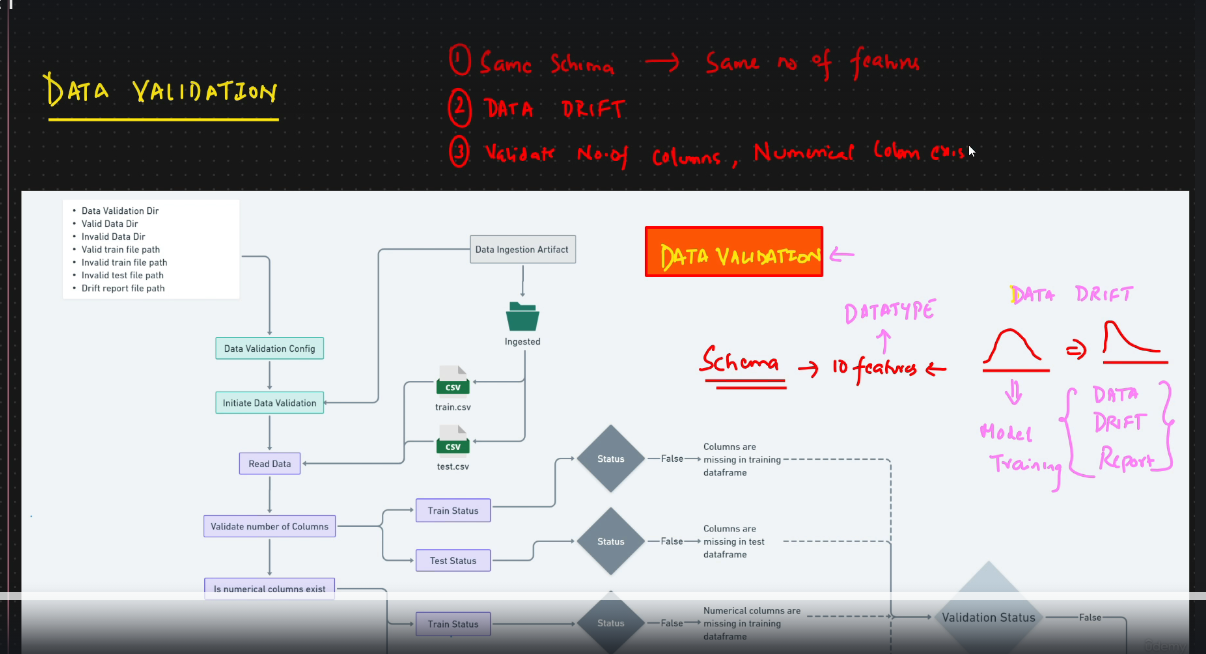 ① Same Schima → Same no of feature
DATA VALIDATION
② DATA DRIFT
③ Validate No.of columns, Numerical Colom exis
• Data Validation Dir
• Valid Data Dir
• Invalid Data Dir
• Valid train file path
• Invalid train file path
• Invalid test file path
• Drift report file path
Data Ingestion Artifact
DATA VALIDATION ←
Ingested
DATATYPE
DATA DRIFT
Data Validation Config
Schema → 10 features ←
⇒
Initiate Data Validation
CSV
train.csv
CSV
test.csv
Model
Training
DATA
DRIFT
Report
Read Data
Status
False
Columns are
missing in training
dataframe
Validate number of Columns
Train Status
Test Status
Status
False
Columns are
missing in test
dataframe
Is numerical columns exist
Train Status
Status
False
Numerical columns are
missing in training
dataframe
Validation Status
False